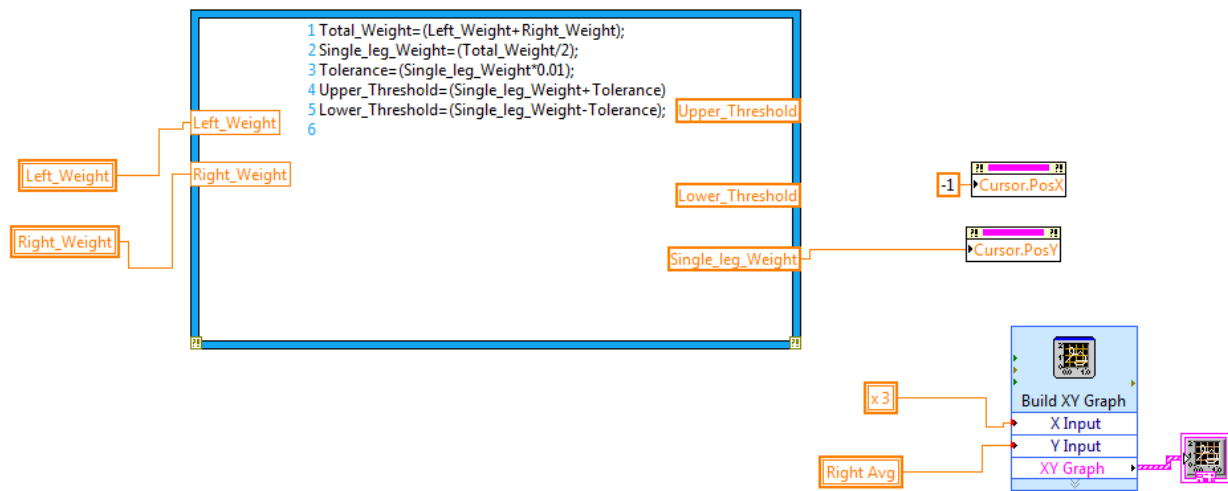 1 Total_Weight=(Left_Weight+Right_Weight);
2 Single_leg_Weight=(Total_Weight/2);
3 Tolerance=(Single_leg_Weight*0.01);
4 Upper_Threshold=(Single_leg_Weight+Tolerance)
5 Lower_Threshold=(Single_leg_Weight-Tolerance);
6
Left_Weight
Right_Weight
Left_Weight
Right_Weight
Upper_Threshold
Lower_Threshold
Single_leg_Weight
-1
Cursor.PosX
Cursor.PosY
Build XY Graph
X Input
Y Input
XY Graph
x 3
Right Avg